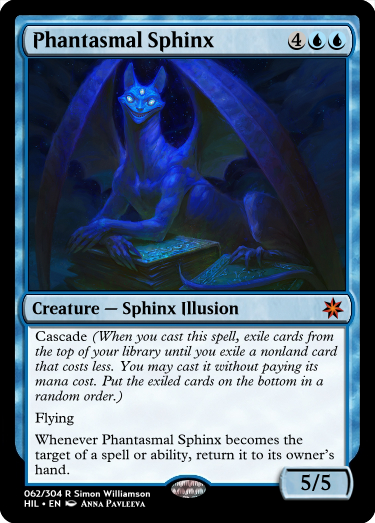 Phantasmal Sphinx 4
Creature — Sphinx Illusion
Cascade (When you cast this spell, exile cards from
the top of your library until you exile a nonland card
that costs less. You may cast it without paying its
mana cost. Put the exiled cards on the bottom in a
random order.)
Flying
Whenever Phantasmal Sphinx becomes the
target of a spell or ability, return it to its owner's
hand.
5/5
062/304 R Simon Williamson
HIL • EN Anna Pavleeva